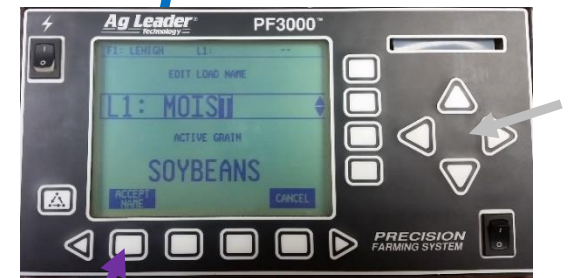 Ag Leader® PF3000™
Technology
F1: LEHIGH L1: --
EDIT LOAD NAME
L1: MOIST
ACTIVE GRAIN
SOYBEANS
ACCEPT NAME CANCEL
PRECISION
FARMING SYSTEM